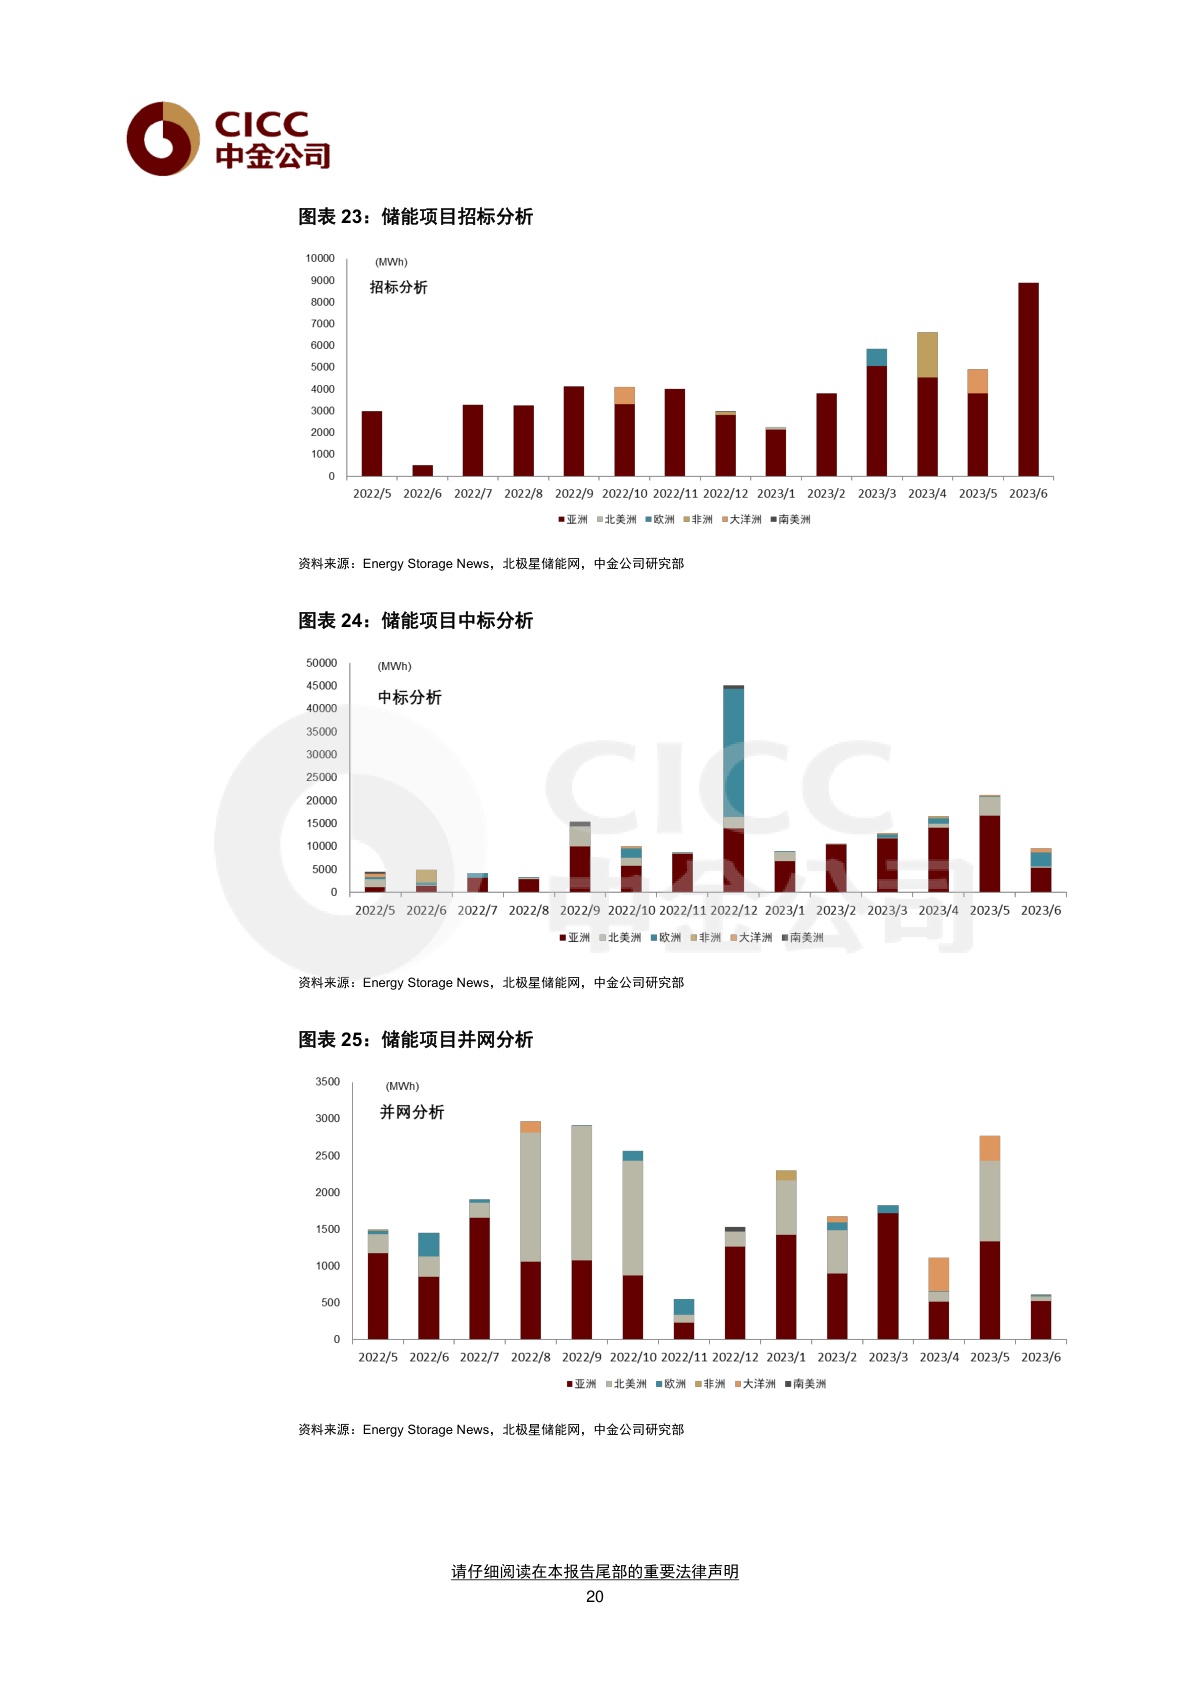 CICC
中金公司
图表 23：储能项目招标分析
(MWh)
招标分析
10000
9000
8000
7000
6000
5000
4000
3000
2000
1000
0
2022/5 2022/6 2022/7 2022/8 2022/9 2022/10 2022/11 2022/12 2023/1 2023/2 2023/3 2023/4 2023/5 2023/6
亚洲 北美洲 欧洲 非洲 大洋洲 南美洲
资料来源：Energy Storage News，北极星储能网，中金公司研究部
图表 24：储能项目中标分析
(MWh)
中标分析
50000
45000
40000
35000
30000
25000
20000
15000
10000
5000
0
2022/5 2022/6 2022/7 2022/8 2022/9 2022/10 2022/11 2022/12 2023/1 2023/2 2023/3 2023/4 2023/5 2023/6
亚洲 北美洲 欧洲 非洲 大洋洲 南美洲
CICC
中金公司
资料来源：Energy Storage News，北极星储能网，中金公司研究部
图表 25：储能项目并网分析
(MWh)
并网分析
3500
3000
2500
2000
1500
1000
500
0
2022/5 2022/6 2022/7 2022/8 2022/9 2022/10 2022/11 2022/12 2023/1 2023/2 2023/3 2023/4 2023/5 2023/6
亚洲 北美洲 欧洲 非洲 大洋洲 南美洲
资料来源：Energy Storage News，北极星储能网，中金公司研究部
请仔细阅读在本报告尾部的重要法律声明
20